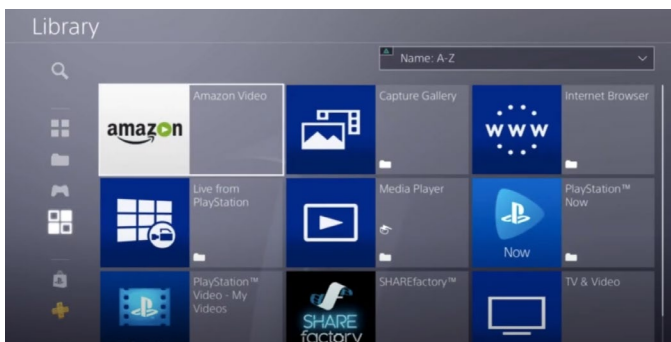 Library
Name: A-Z
amazon
Amazon Video
Capture Gallery
www
Internet Browser
Live from
PlayStation
Media Player
Now
PlayStation™
Now
PlayStation™
Video - My
Videos
SHARE
factory
SHAREfactory™
TV & Video